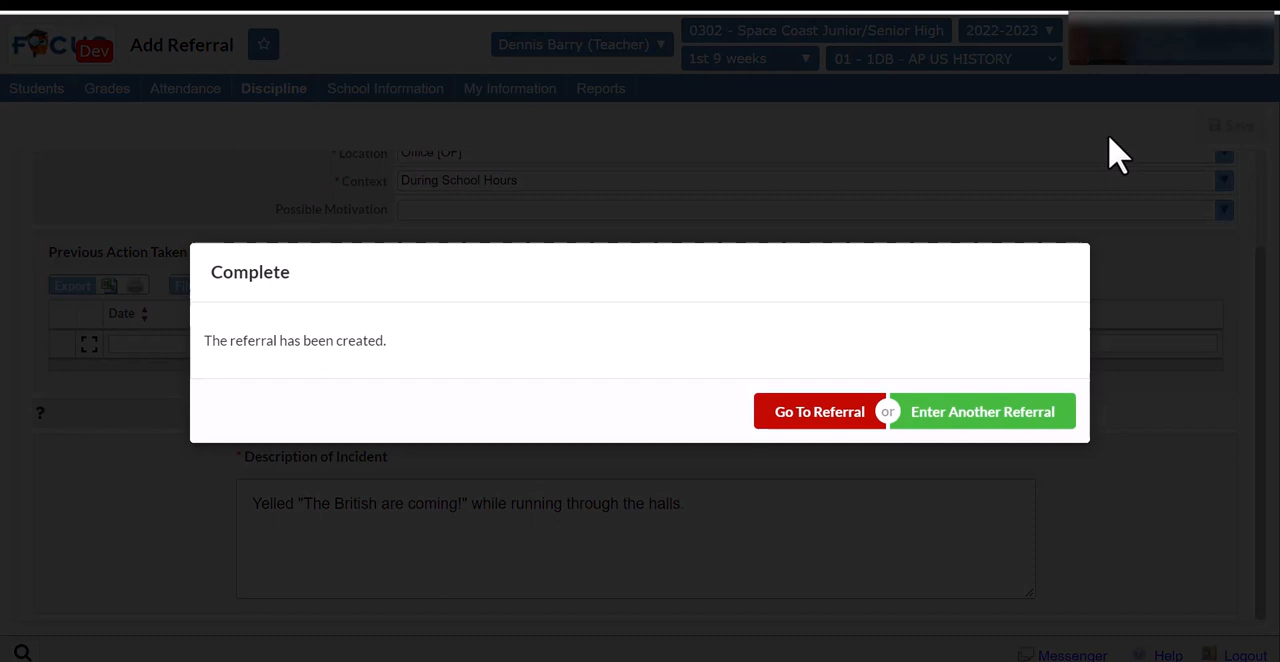 FOCUS Dev Add Referral Dennis Barry (Teacher) 0302 - Space Coast Junior/Senior High 2022-2023
1st 9 weeks 01 - 1DB - AP US HISTORY
Students Grades Attendance Discipline School Information My Information Reports
Save
* Location Office [OF]
* Context During School Hours
Possible Motivation
Previous Action Taken
Export
Date
Complete
The referral has been created.
Go To Referral or Enter Another Referral
?
* Description of Incident
Yelled "The British are coming!" while running through the halls.
Messenger Help Logout